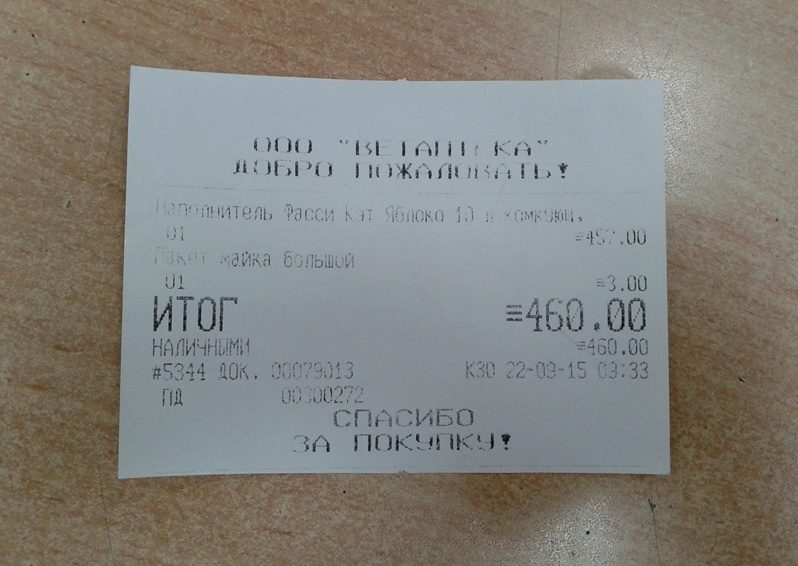 ООО "ВЕГАПТЕКА"
ДОБРО ПОЖАЛОВАТЬ!
Наполнитель Фасси Кэт Яблоко 10 л комкующ.
01 ≡457.00
Пакет майка большой
01 ≡3.00
ИТОГ ≡460.00
НАЛИЧНЫМИ ≡460.00
#5344 ДОК. 00079013 К30 22-09-15 09:33
ПД 00300272
СПАСИБО
ЗА ПОКУПКУ!